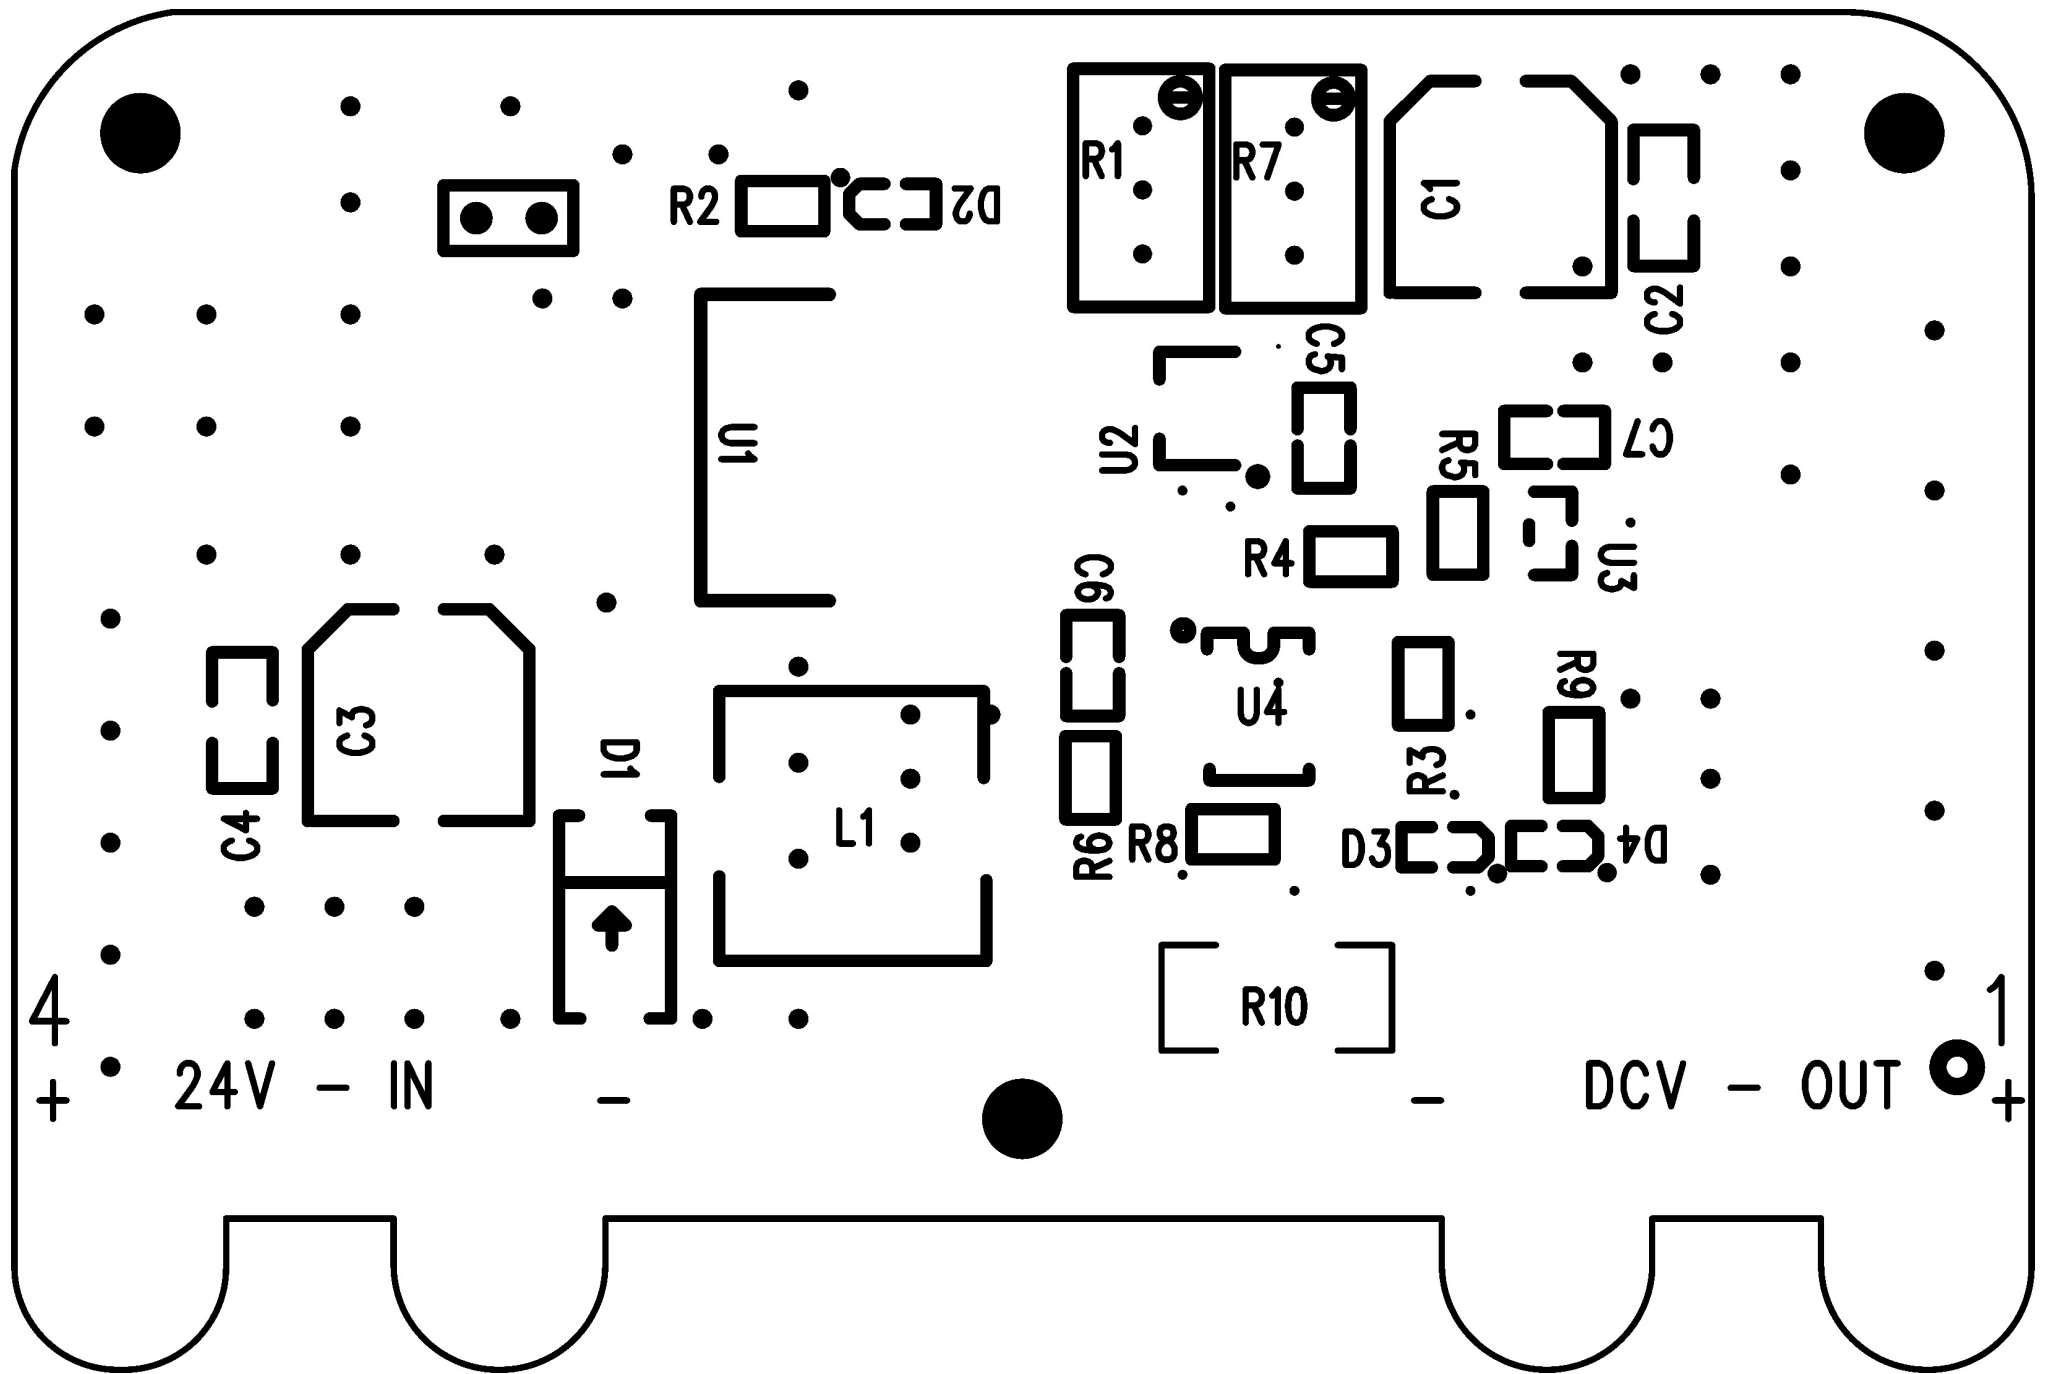 R1
R7
C1
R2
D2
C2
C5
U1
U2
R5
C7
R4
U3
C6
R9
U4
C3
D1
R3
C4
L1
R6
R8
D3
D4
4
R10
1
24V - IN
DCV - OUT
+
-
-
+